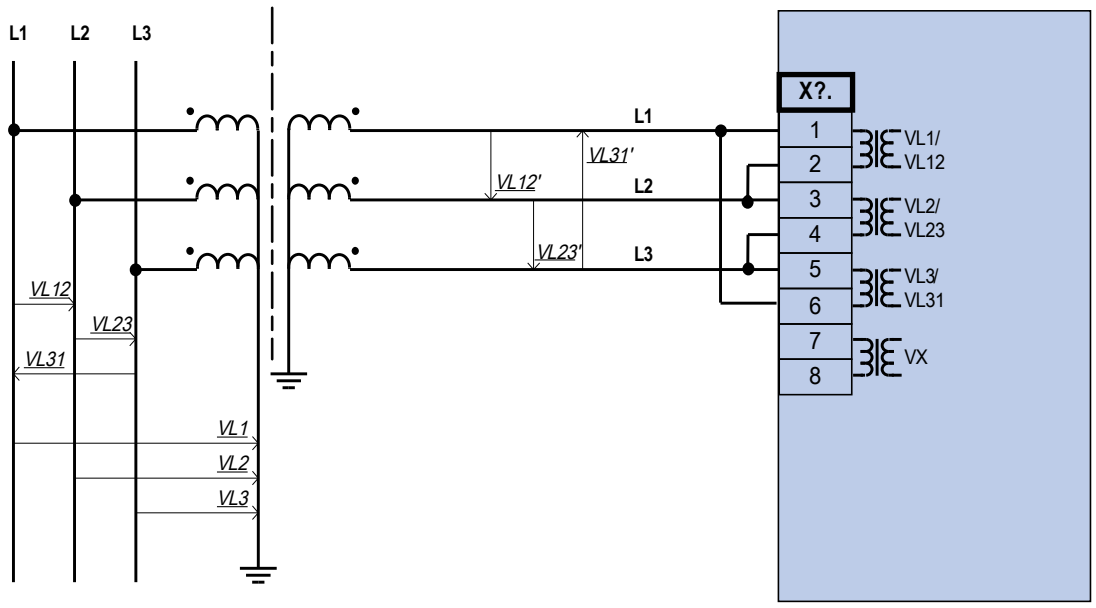 L1 L2 L3
X?.
L1
1
VL1/
VL31'
2
VL12
VL12'
L2
3
VL2/
VL23
4
VL23'
L3
5
VL3/
VL12
6
VL31
VL23
7
VL31
VX
8
VL1
VL2
VL3